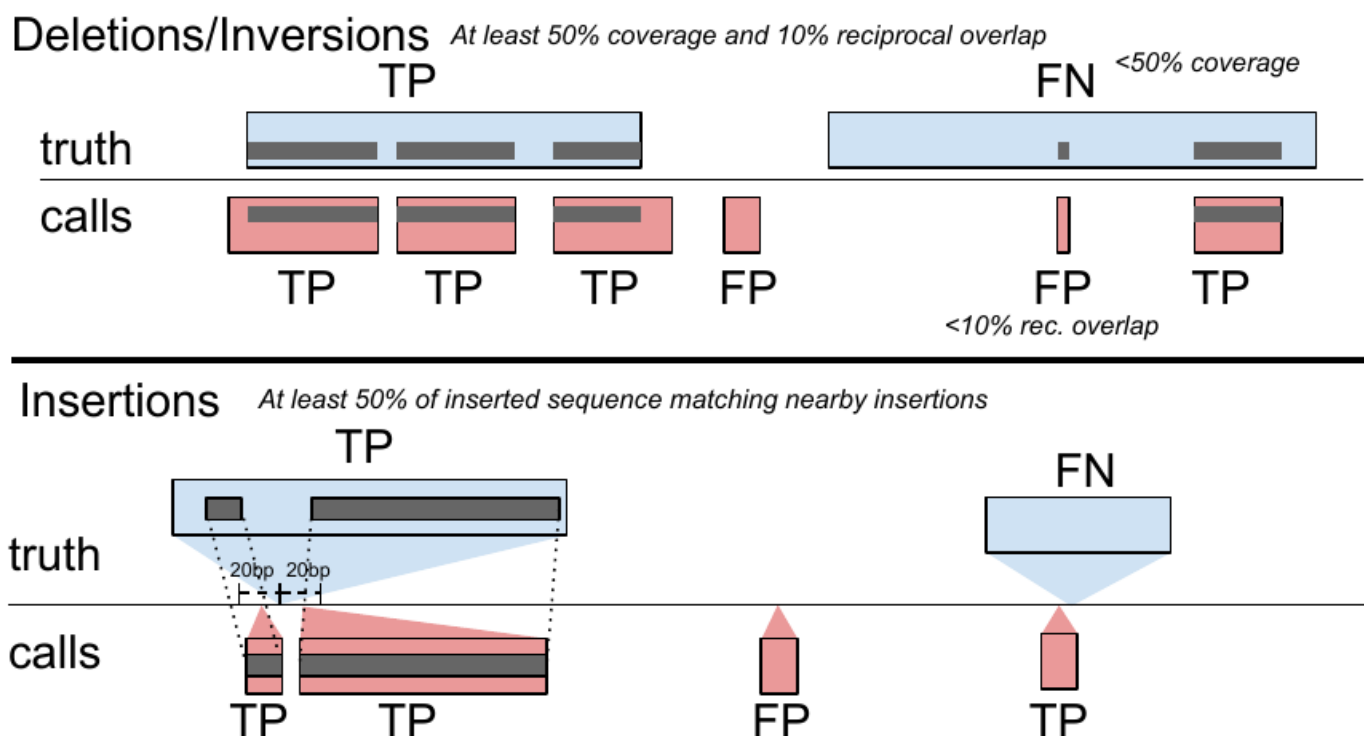 Deletions/Inversions At least 50% coverage and 10% reciprocal overlap
TP FN <50% coverage
truth
calls
TP TP TP FP FP TP
<10% rec. overlap
Insertions At least 50% of inserted sequence matching nearby insertions
TP FN
truth
20bp 20bp
calls
TP TP FP TP